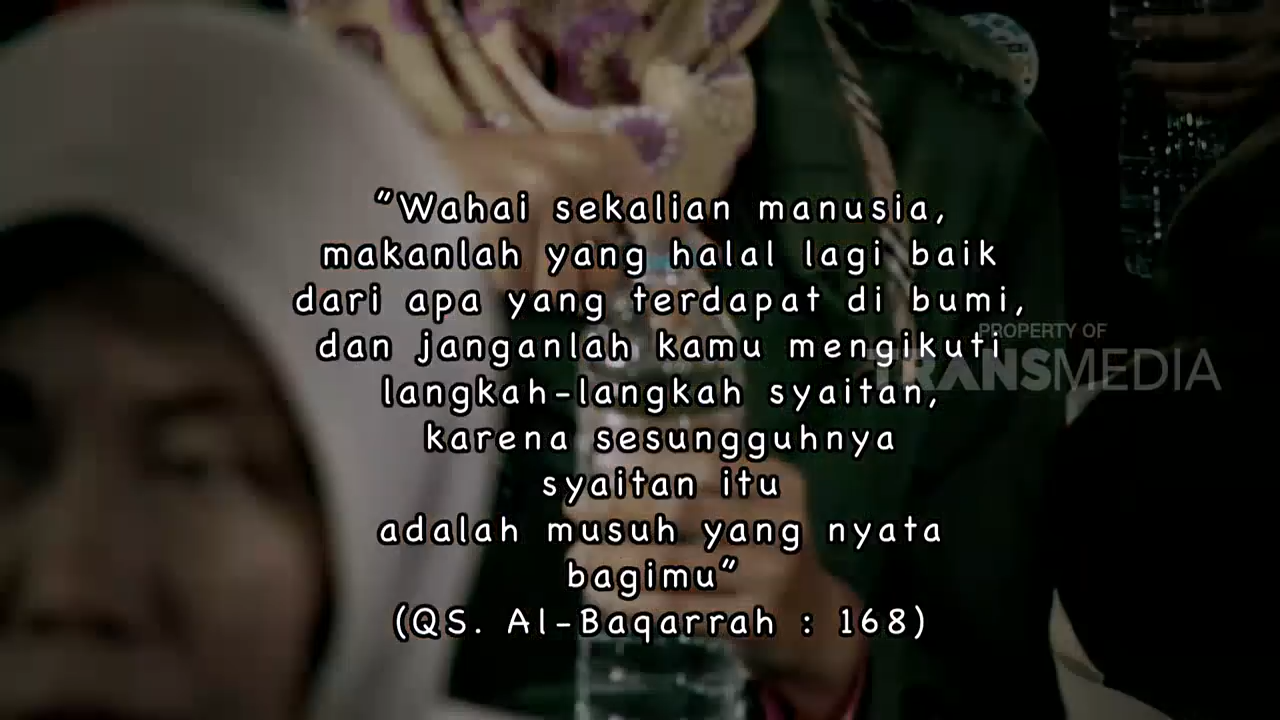 "Wahai sekalian manusia,
makanlah yang halal lagi baik
dari apa yang terdapat di bumi,
dan janganlah kamu mengikuti
langkah-langkah syaitan,
karena sesungguhnya
syaitan itu
adalah musuh yang nyata
bagimu"
(QS. Al-Baqarrah : 168)
PROPERTY OF
TRANSMEDIA